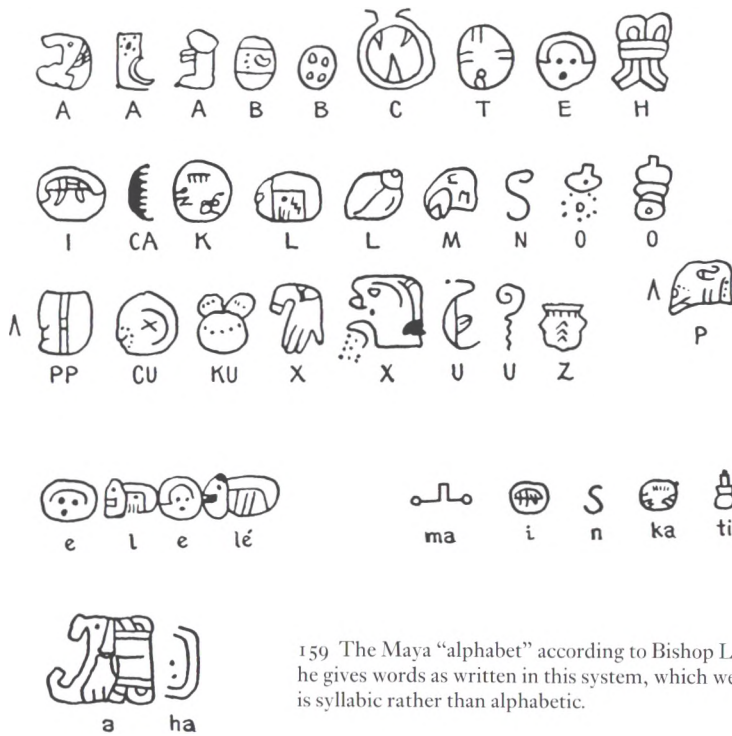 A A A B B C T E H
I CA K L L M N O O
PP CU KU X X U U Z P
e l e lé ma i n ka ti
a ha
159 The Maya “alphabet” according to Bishop L
he gives words as written in this system, which we
is syllabic rather than alphabetic.